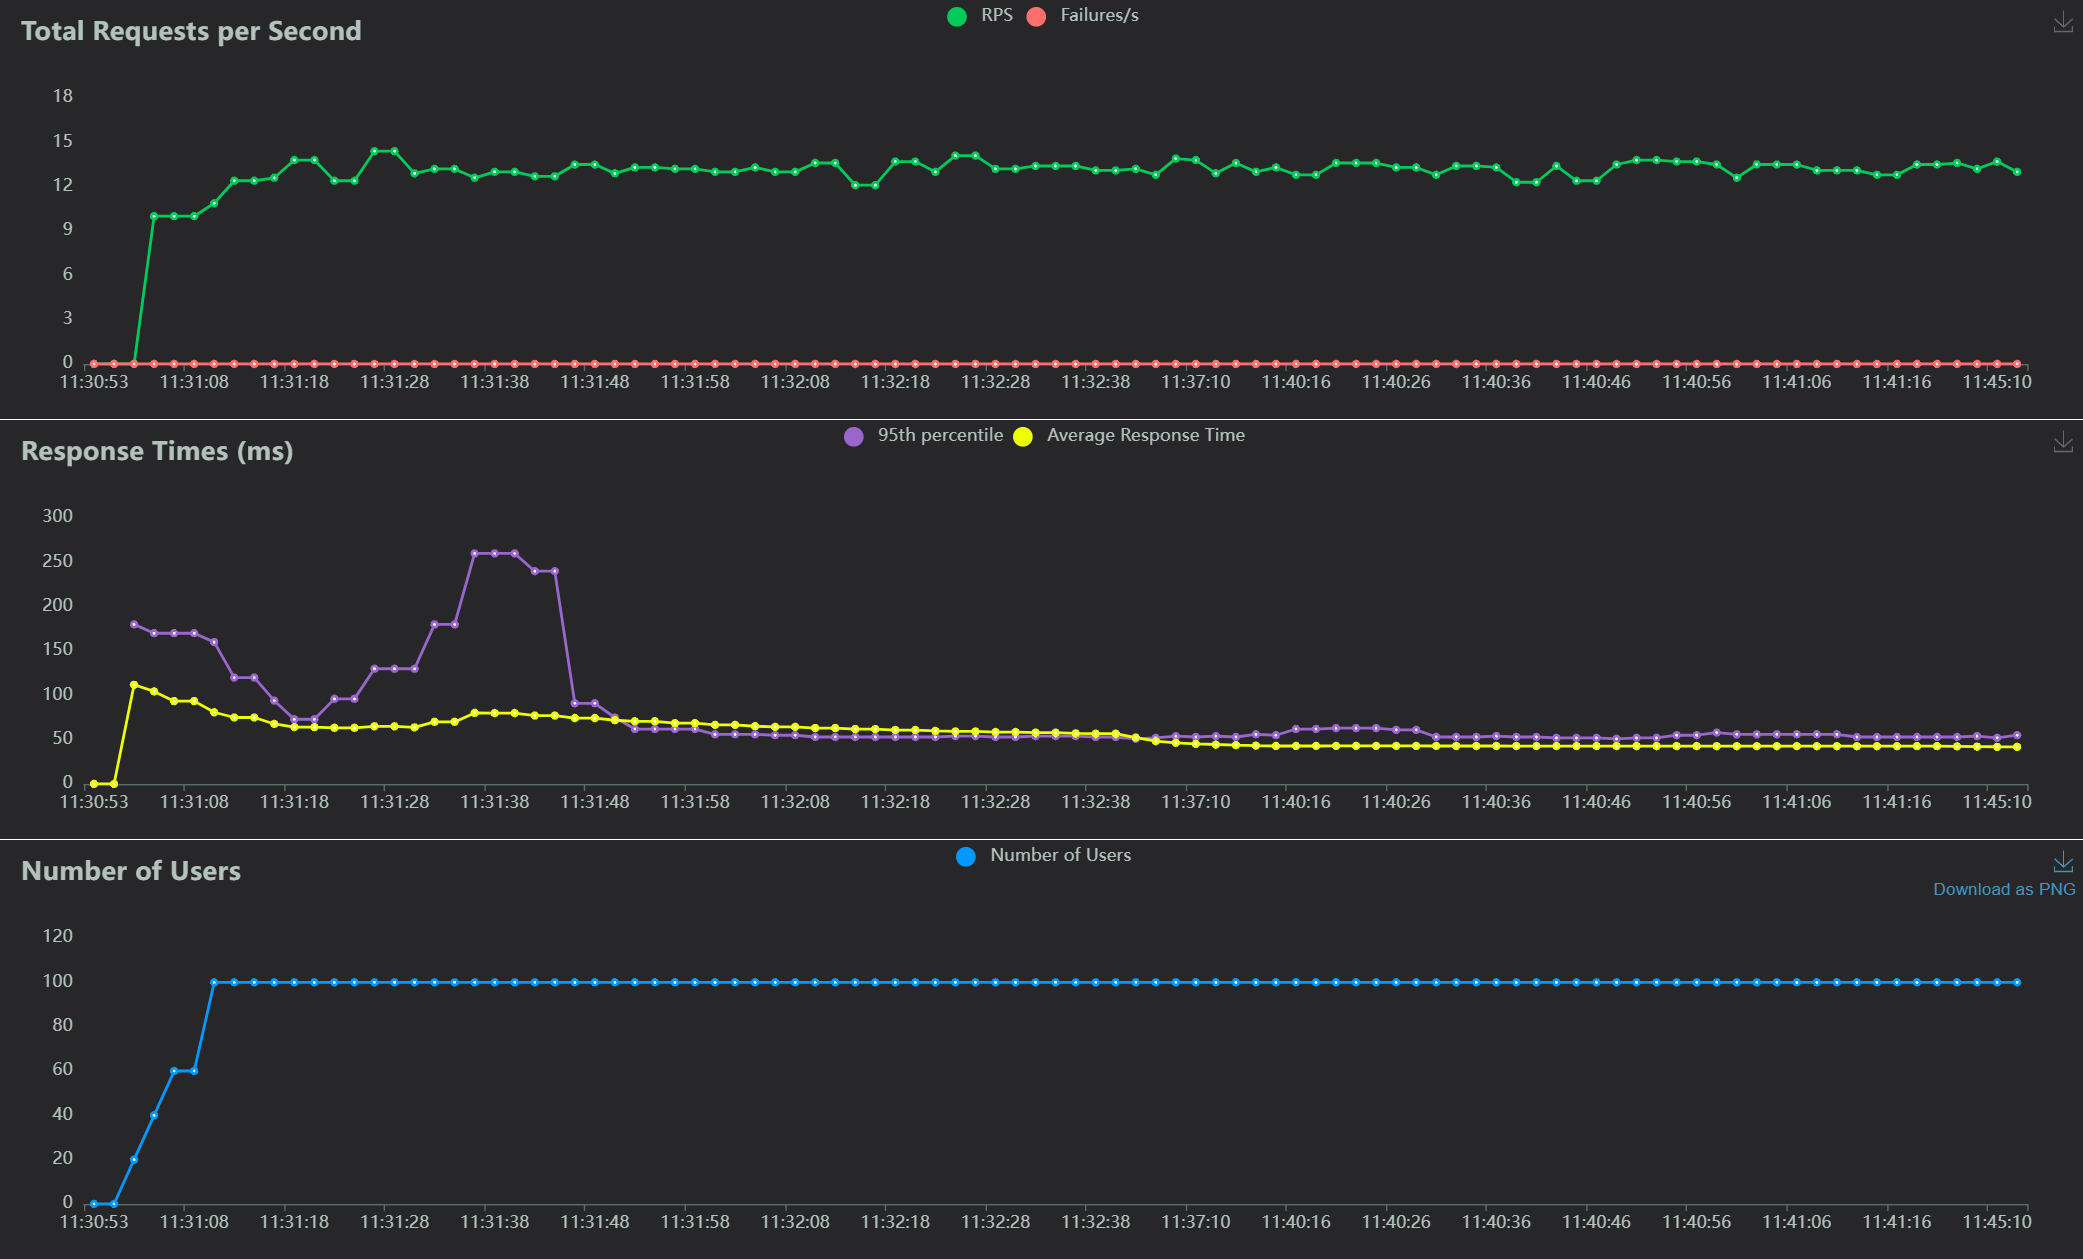 Total Requests per Second
RPS Failures/s
18
15
12
9
6
3
0
11:30:53 11:31:08 11:31:18 11:31:28 11:31:38 11:31:48 11:31:58 11:32:08 11:32:18 11:32:28 11:32:38 11:37:10 11:40:16 11:40:26 11:40:36 11:40:46 11:40:56 11:41:06 11:41:16 11:45:10
Response Times (ms)
95th percentile Average Response Time
300
250
200
150
100
50
0
11:30:53 11:31:08 11:31:18 11:31:28 11:31:38 11:31:48 11:31:58 11:32:08 11:32:18 11:32:28 11:32:38 11:37:10 11:40:16 11:40:26 11:40:36 11:40:46 11:40:56 11:41:06 11:41:16 11:45:10
Number of Users
Number of Users
Download as PNG
120
100
80
60
40
20
0
11:30:53 11:31:08 11:31:18 11:31:28 11:31:38 11:31:48 11:31:58 11:32:08 11:32:18 11:32:28 11:32:38 11:37:10 11:40:16 11:40:26 11:40:36 11:40:46 11:40:56 11:41:06 11:41:16 11:45:10